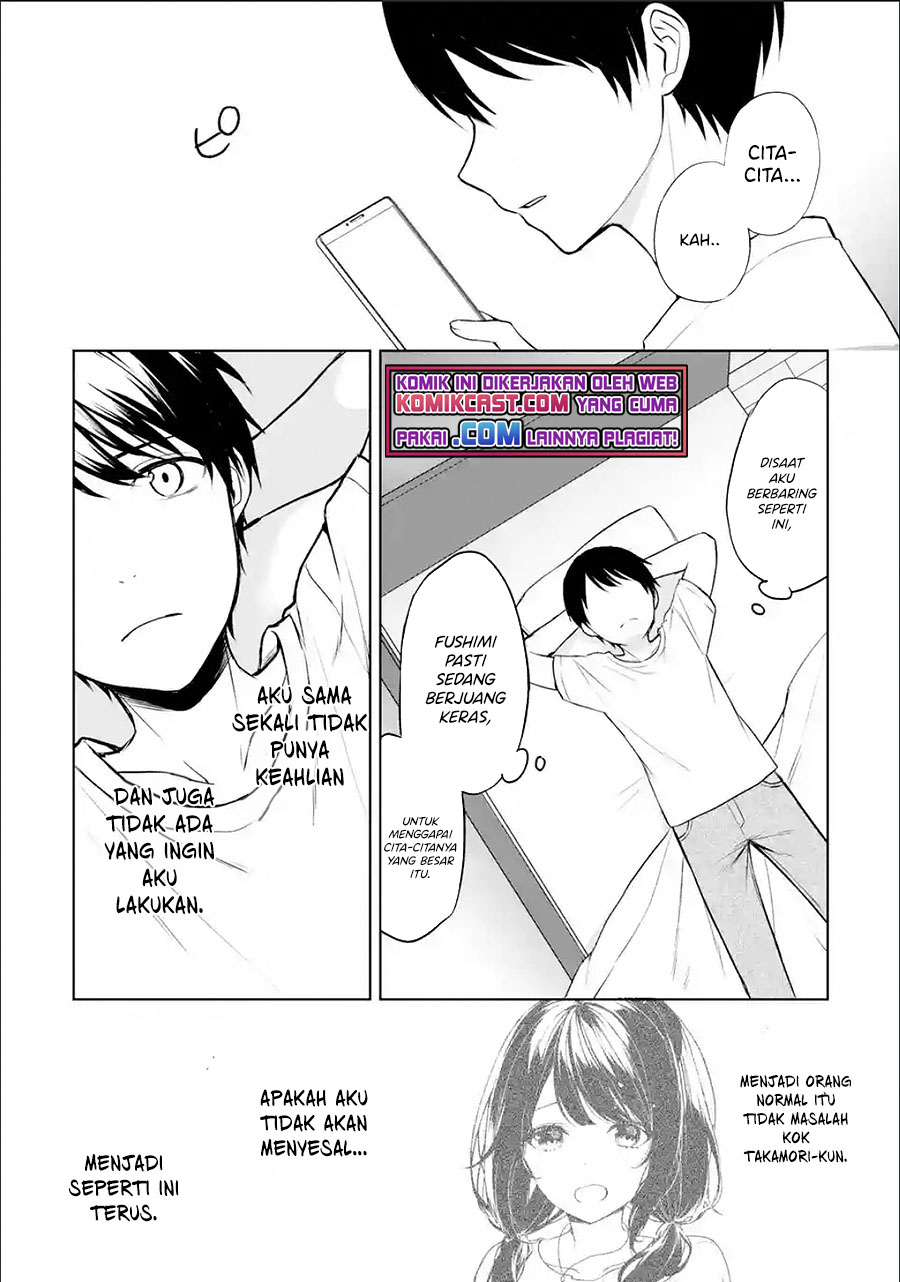 CITA-
CITA...
KAH..
KOMIK INI DIKERJAKAN OLEH WEB
KOMIKCAST.COM YANG CUMA
PAKAI .COM LAINNYA PLAGIAT!
DISAAT
AKU
BERBARING
SEPERTI
INI,
FUSHIMI
PASTI
SEDANG
BERJUANG
KERAS,
UNTUK
MENGGAPAI
CITA-CITANYA
YANG BESAR
ITU.
AKU SAMA
SEKALI TIDAK
PUNYA
KEAHLIAN
DAN JUGA
TIDAK ADA
YANG INGIN
AKU
LAKUKAN.
MENJADI ORANG
NORMAL ITU
TIDAK MASALAH
KOK
TAKAMORI-KUN.
APAKAH AKU
TIDAK AKAN
MENYESAL...
MENJADI
SEPERTI INI
TERUS.